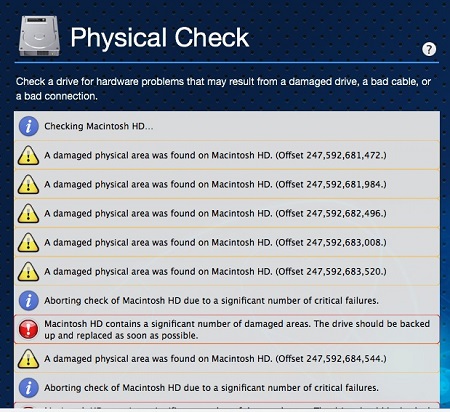 Physical Check
?
Check a drive for hardware problems that may result from a damaged drive, a bad cable, or
a bad connection.
Checking Macintosh HD...
A damaged physical area was found on Macintosh HD. (Offset 247,592,681,472.)
A damaged physical area was found on Macintosh HD. (Offset 247,592,681,984.)
A damaged physical area was found on Macintosh HD. (Offset 247,592,682,496.)
A damaged physical area was found on Macintosh HD. (Offset 247,592,683,008.)
A damaged physical area was found on Macintosh HD. (Offset 247,592,683,520.)
Aborting check of Macintosh HD due to a significant number of critical failures.
Macintosh HD contains a significant number of damaged areas. The drive should be backed
up and replaced as soon as possible.
A damaged physical area was found on Macintosh HD. (Offset 247,592,684,544.)
Aborting check of Macintosh HD due to a significant number of critical failures.